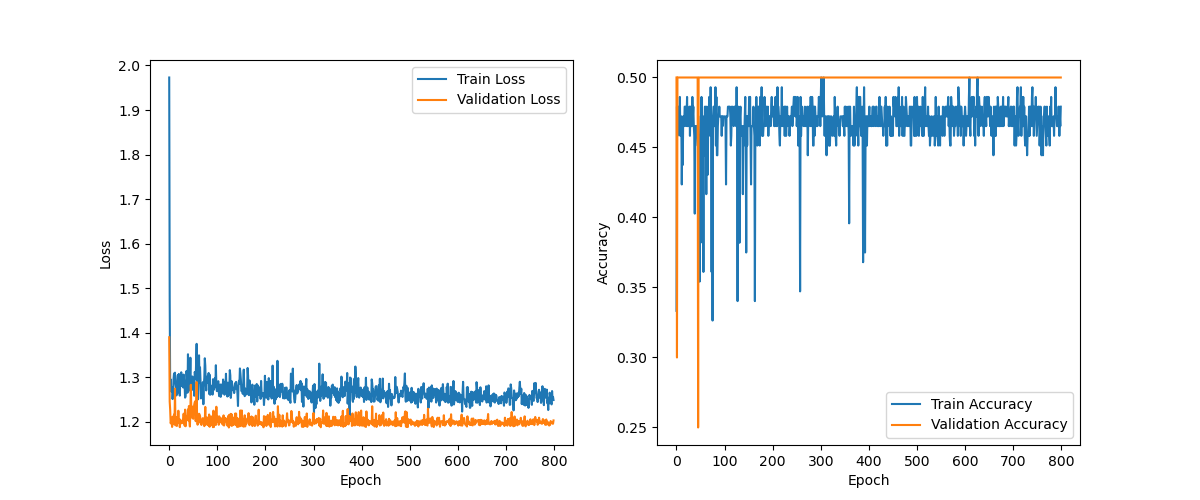 2.0
1.9
1.8
1.7
1.6
1.5
1.4
1.3
1.2
Loss
0 100 200 300 400 500 600 700 800
Epoch
Train Loss
Validation Loss
0.50
0.45
0.40
0.35
0.30
0.25
Accuracy
0 100 200 300 400 500 600 700 800
Epoch
Train Accuracy
Validation Accuracy